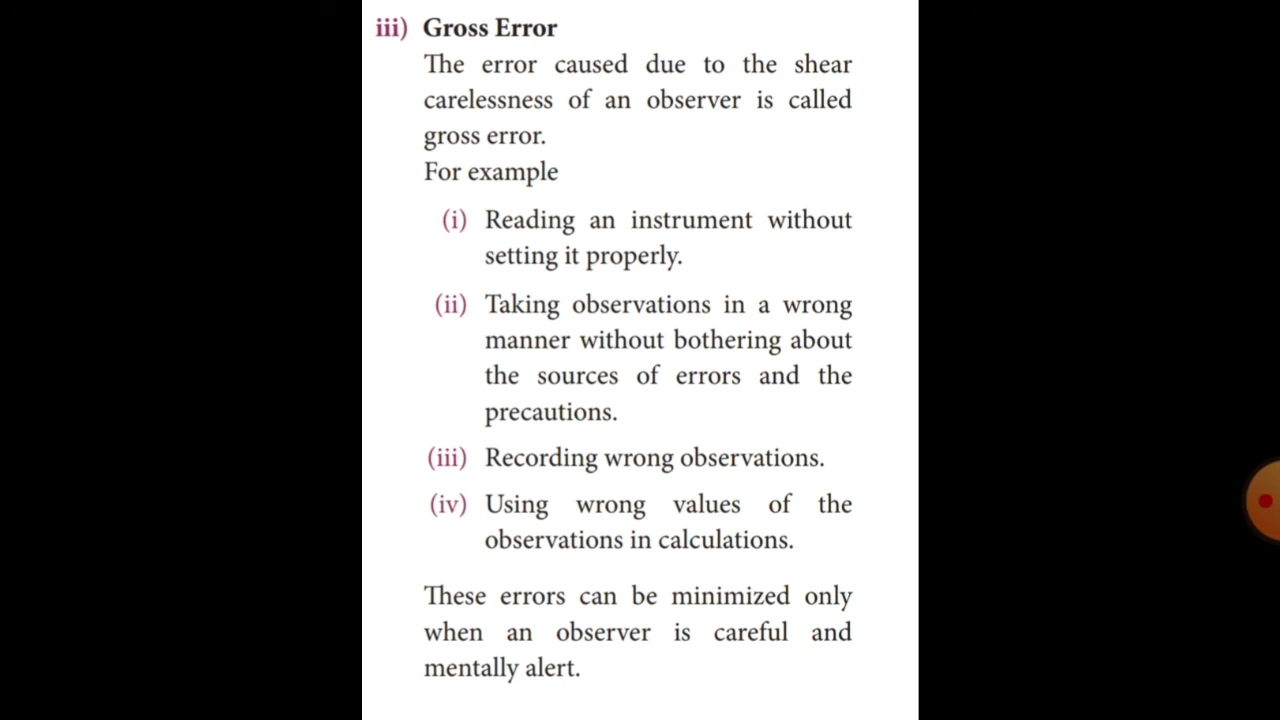 iii) Gross Error
The error caused due to the shear
carelessness of an observer is called
gross error.
For example
(i) Reading an instrument without
setting it properly.
(ii) Taking observations in a wrong
manner without bothering about
the sources of errors and the
precautions.
(iii) Recording wrong observations.
(iv) Using wrong values of the
observations in calculations.
These errors can be minimized only
when an observer is careful and
mentally alert.